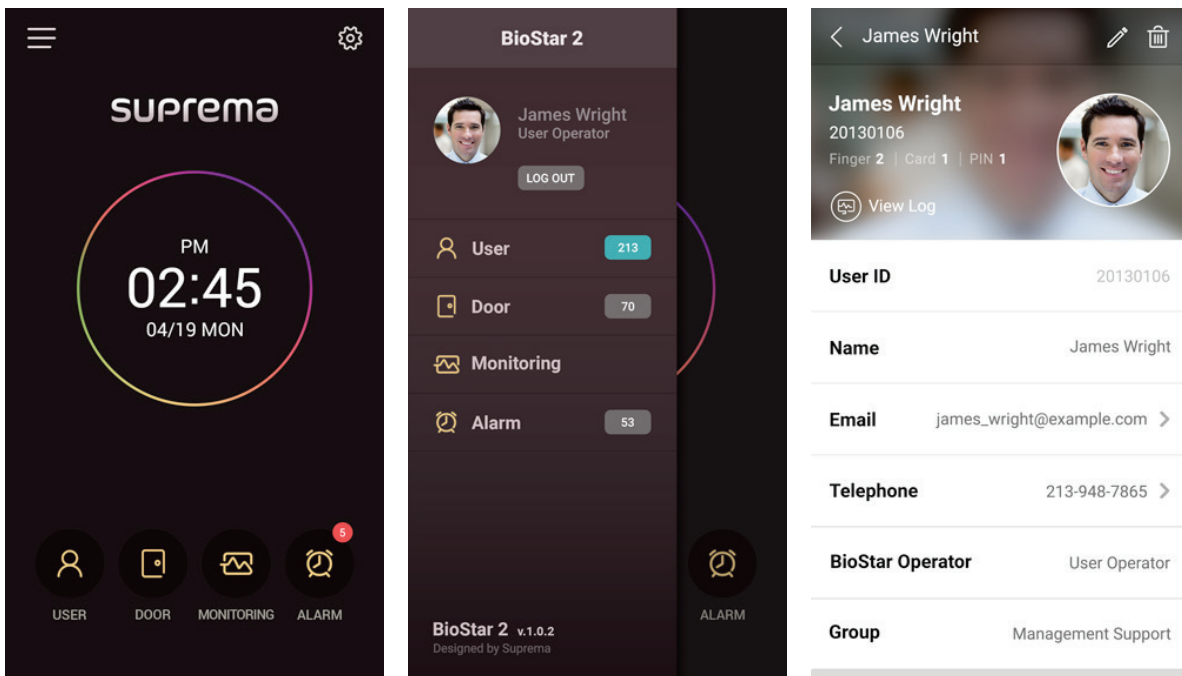 suprema
PM
02:45
04/19 MON
5
USER DOOR MONITORING ALARM
BioStar 2
James Wright
User Operator
LOG OUT
User 213
Door 70
Monitoring
Alarm 53
ALARM
BioStar 2 v.1.0.2
Designed by Suprema
James Wright
James Wright
20130106
Finger 2 | Card 1 | PIN 1
View Log
User ID 20130106
Name James Wright
Email james_wright@example.com
Telephone 213-948-7865
BioStar Operator User Operator
Group Management Support